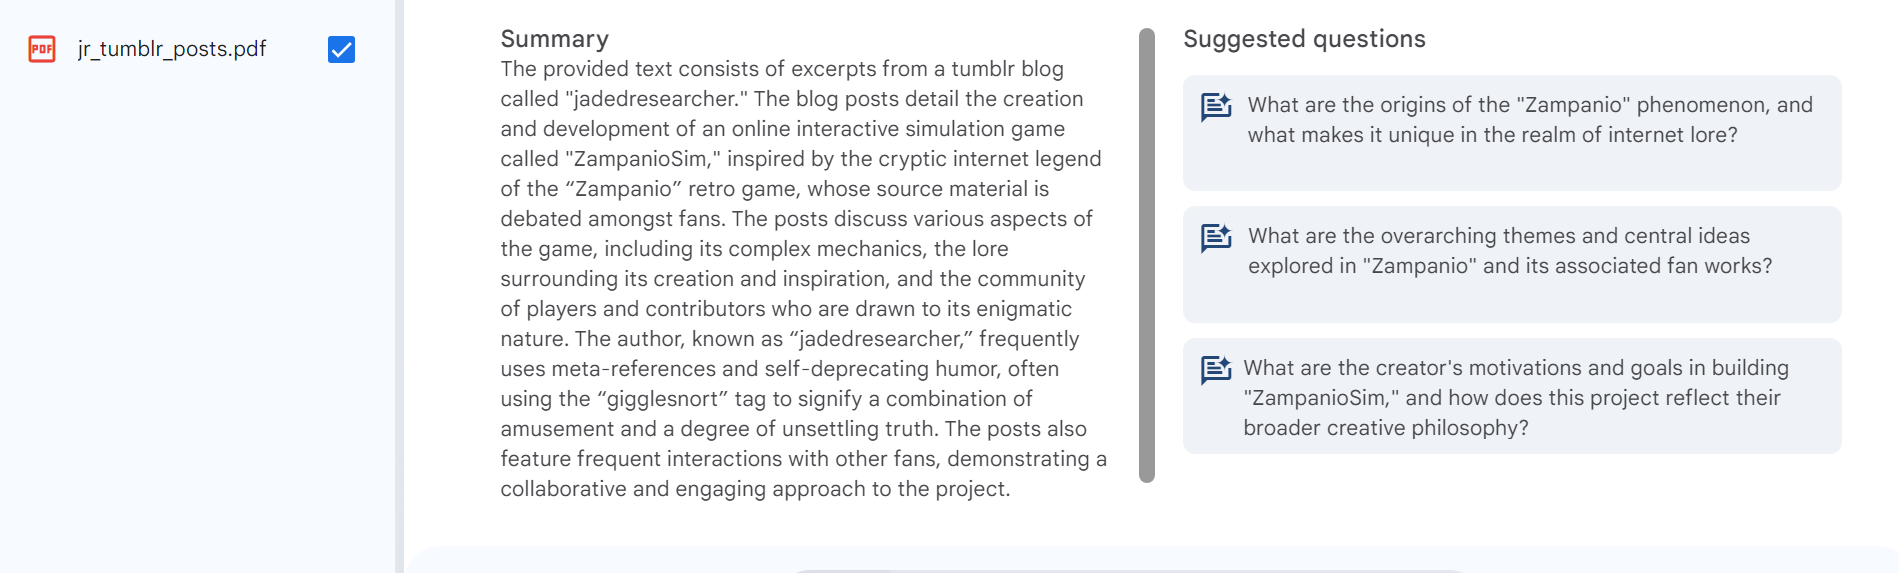 PDF
jr_tumblr_posts.pdf
Summary
The provided text consists of excerpts from a tumblr blog
called "jadedresearcher." The blog posts detail the creation
and development of an online interactive simulation game
called "ZampanioSim," inspired by the cryptic internet legend
of the “Zampanio” retro game, whose source material is
debated amongst fans. The posts discuss various aspects of
the game, including its complex mechanics, the lore
surrounding its creation and inspiration, and the community
of players and contributors who are drawn to its enigmatic
nature. The author, known as “jadedresearcher,” frequently
uses meta-references and self-deprecating humor, often
using the “gigglesnort” tag to signify a combination of
amusement and a degree of unsettling truth. The posts also
feature frequent interactions with other fans, demonstrating a
collaborative and engaging approach to the project.
Suggested questions
What are the origins of the "Zampanio" phenomenon, and
what makes it unique in the realm of internet lore?
What are the overarching themes and central ideas
explored in "Zampanio" and its associated fan works?
What are the creator's motivations and goals in building
"ZampanioSim," and how does this project reflect their
broader creative philosophy?